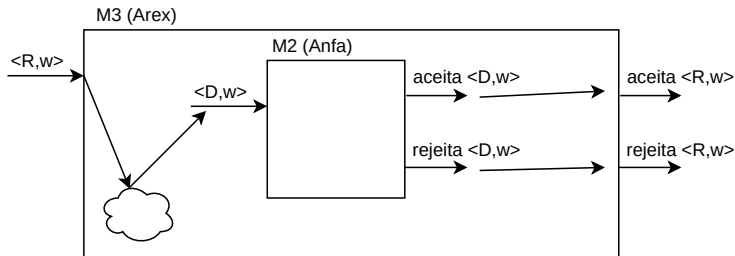 M3 (Arex)
M2 (Anfa)
<R,w>
<D,w>
aceita <D,w>
aceita <R,w>
rejeita <D,w>
rejeita <R,w>